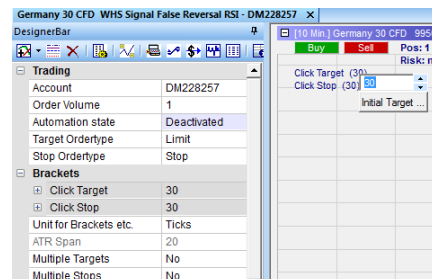 Germany 30 CFD WHS Signal False Reversal RSI - DM228257 X
DesignerBar
Trading
Account DM228257
Order Volume 1
Automation state Deactivated
Target Ordertype Limit
Stop Ordertype Stop
Brackets
Click Target 30
Click Stop 30
Unit for Brackets etc. Ticks
ATR Span 20
Multiple Targets No
Multiple Stops No
[10 Min.] Germany 30 CFD 995
Buy Sell Pos: 1
Risk: n
Click Target (30)
Click Stop (30) 30
Initial Target ...